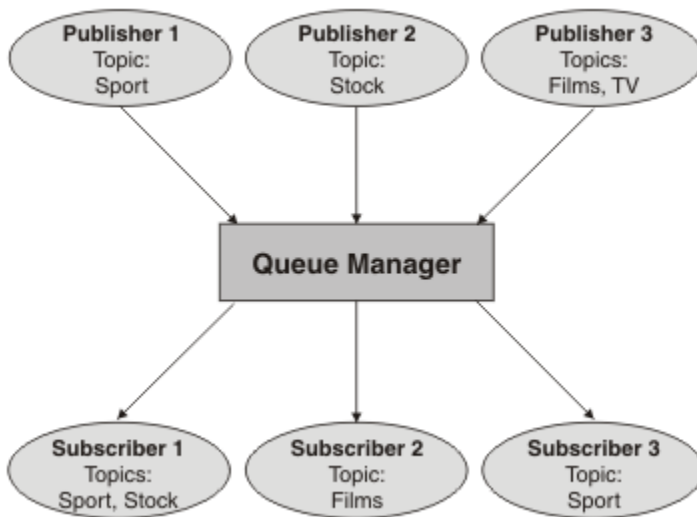 Publisher 1
Topic:
Sport
Publisher 2
Topic:
Stock
Publisher 3
Topics:
Films, TV
Queue Manager
Subscriber 1
Topics:
Sport, Stock
Subscriber 2
Topic:
Films
Subscriber 3
Topic:
Sport